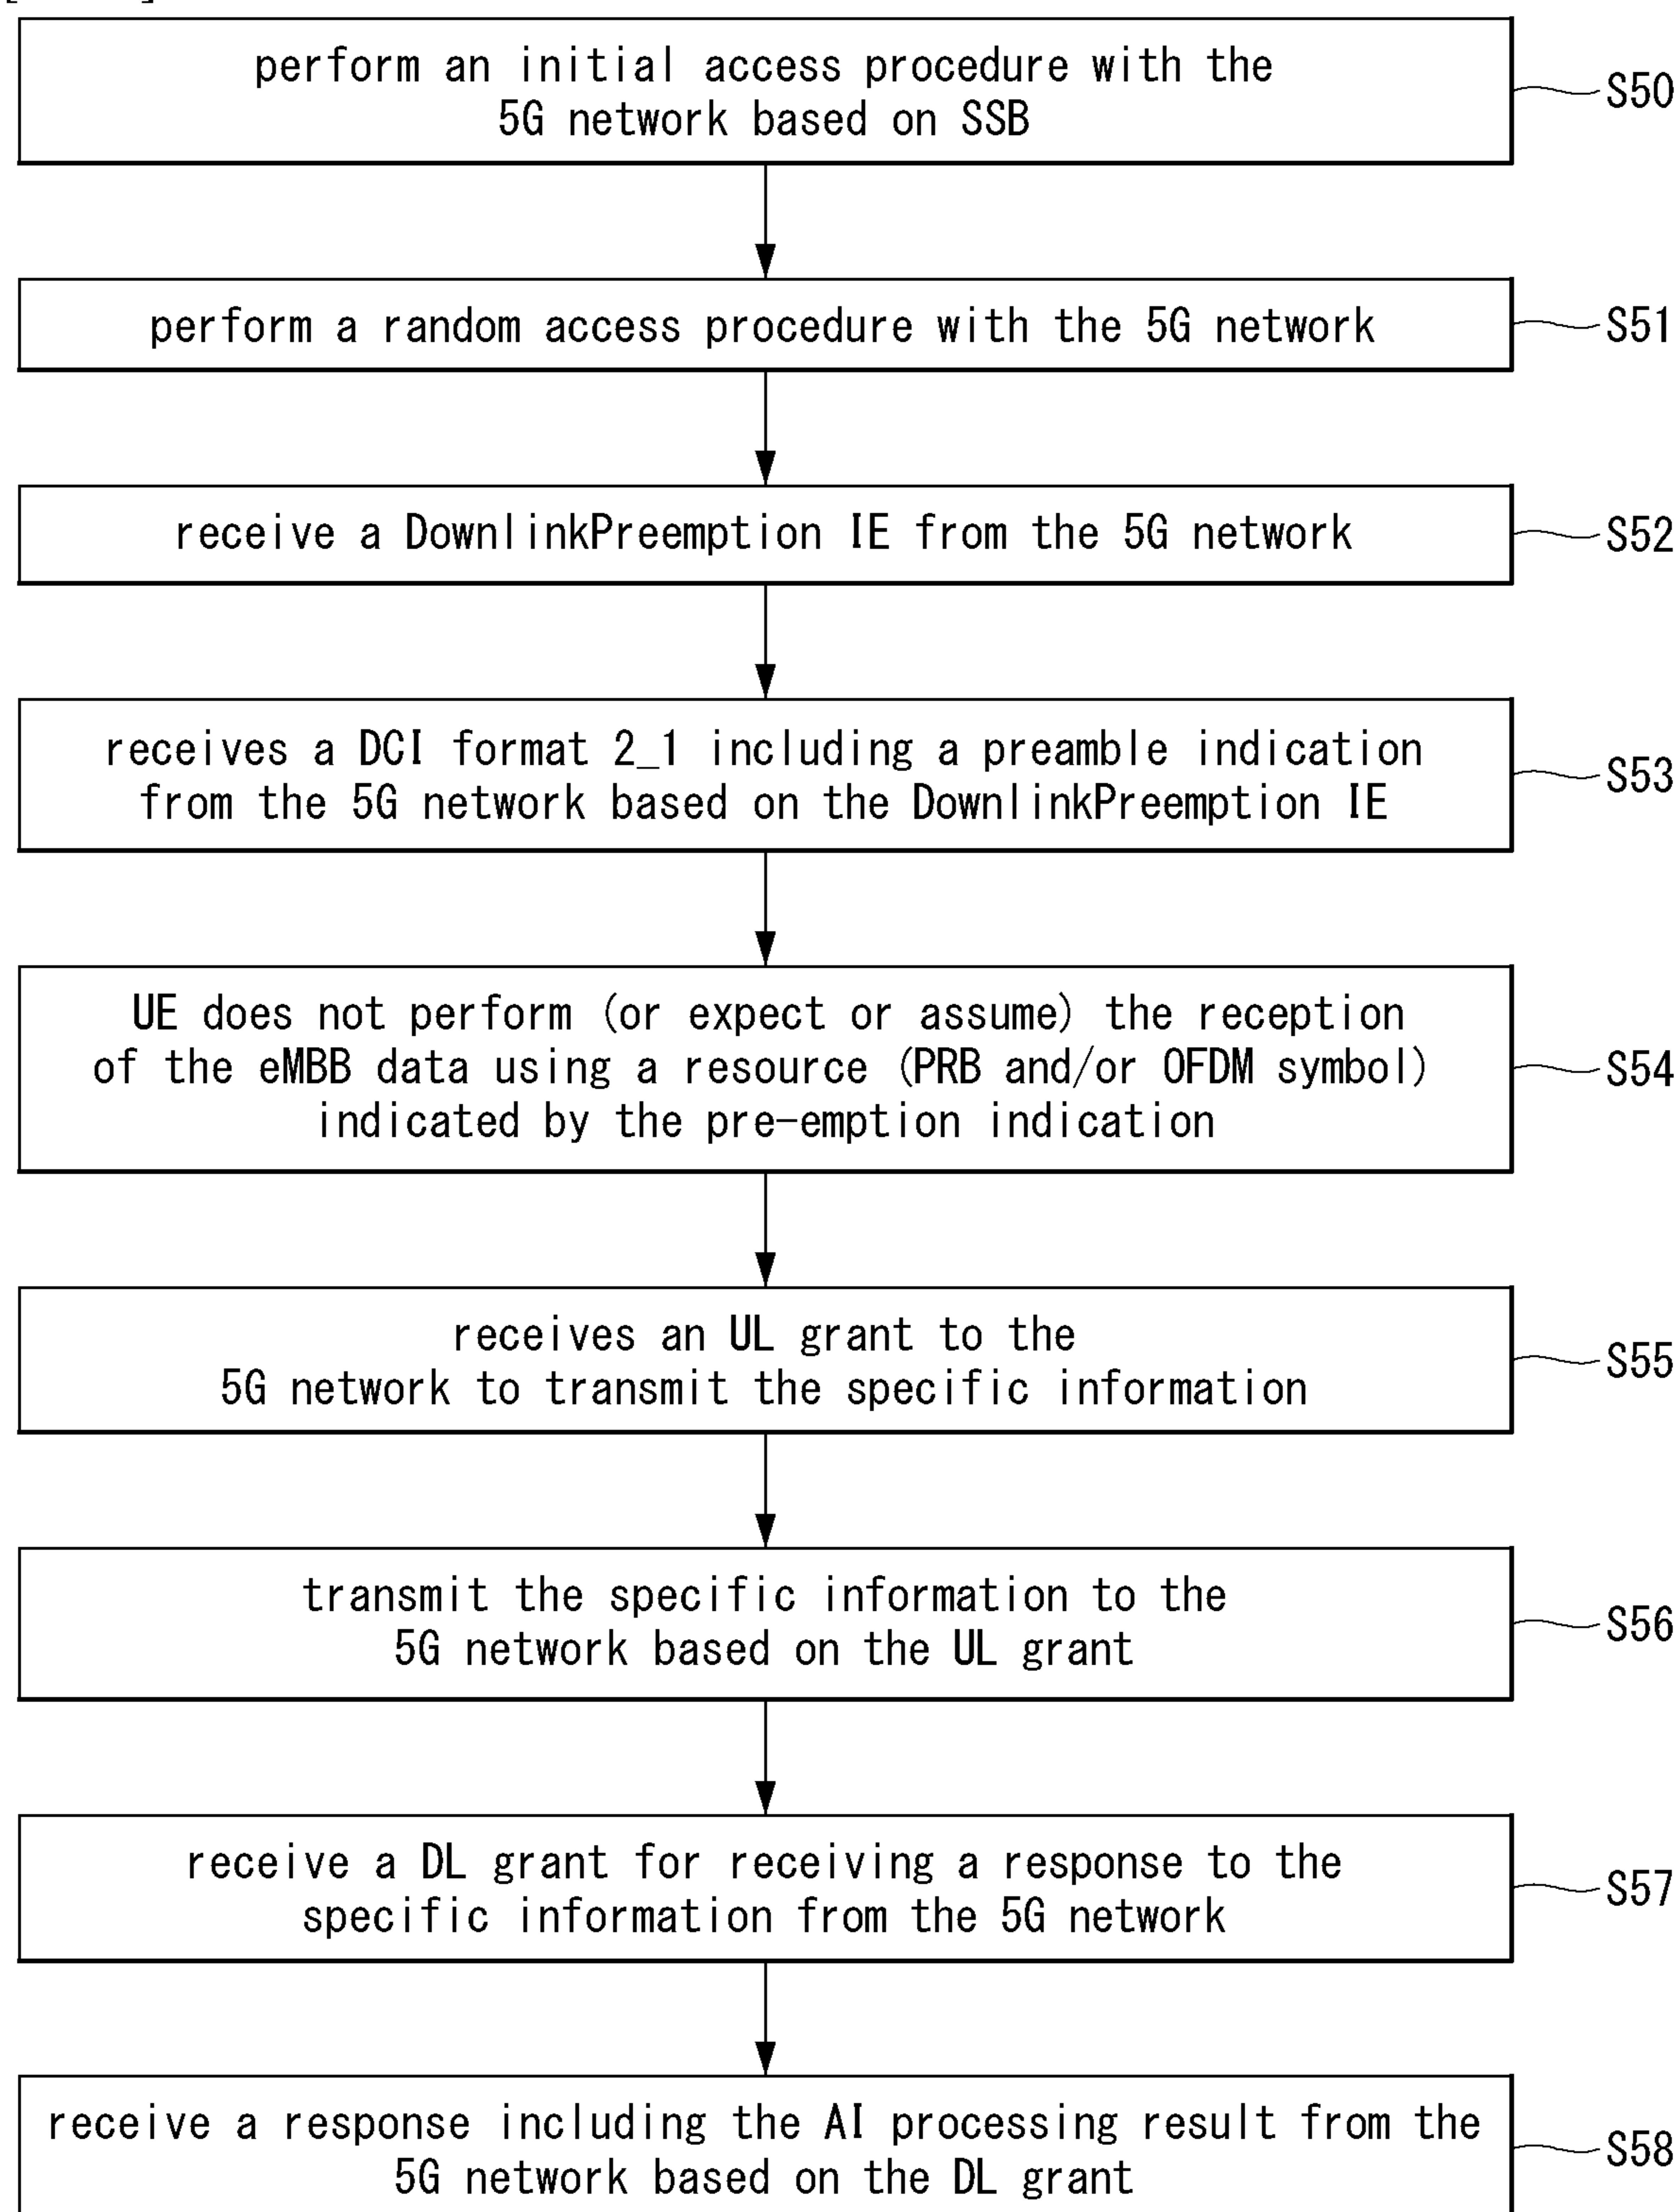 perform an initial access procedure with the
5G network based on SSB
S50
perform a random access procedure with the 5G network
S51
receive a DownlinkPreemption IE from the 5G network
S52
receives a DCI format 2_1 including a preamble indication
from the 5G network based on the DownlinkPreemption IE
S53
UE does not perform (or expect or assume) the reception
of the eMBB data using a resource (PRB and/or OFDM symbol)
indicated by the pre-emption indication
S54
receives an UL grant to the
5G network to transmit the specific information
S55
transmit the specific information to the
5G network based on the UL grant
S56
receive a DL grant for receiving a response to the
specific information from the 5G network
S57
receive a response including the AI processing result from the
5G network based on the DL grant
S58